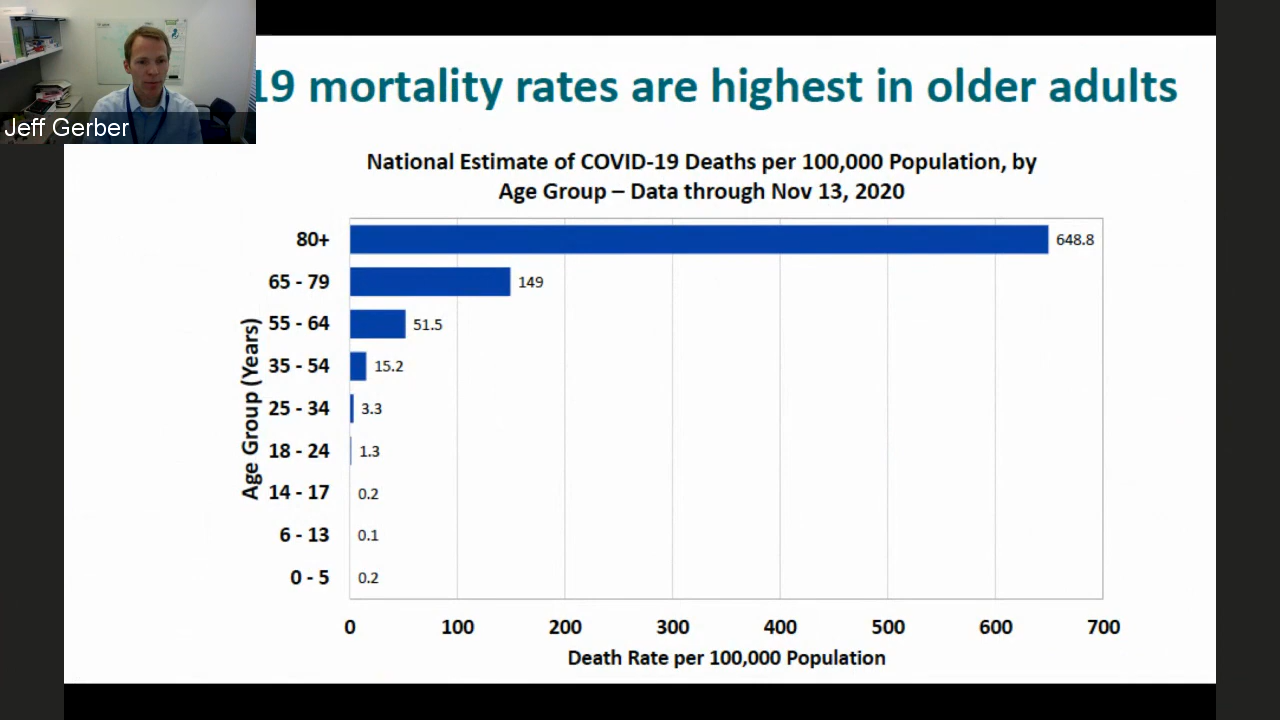 19 mortality rates are highest in older adults
Jeff Gerber
National Estimate of COVID-19 Deaths per 100,000 Population, by
Age Group – Data through Nov 13, 2020
Age Group (Years)
80+ 648.8
65 - 79 149
55 - 64 51.5
35 - 54 15.2
25 - 34 3.3
18 - 24 1.3
14 - 17 0.2
6 - 13 0.1
0 - 5 0.2
0 100 200 300 400 500 600 700
Death Rate per 100,000 Population